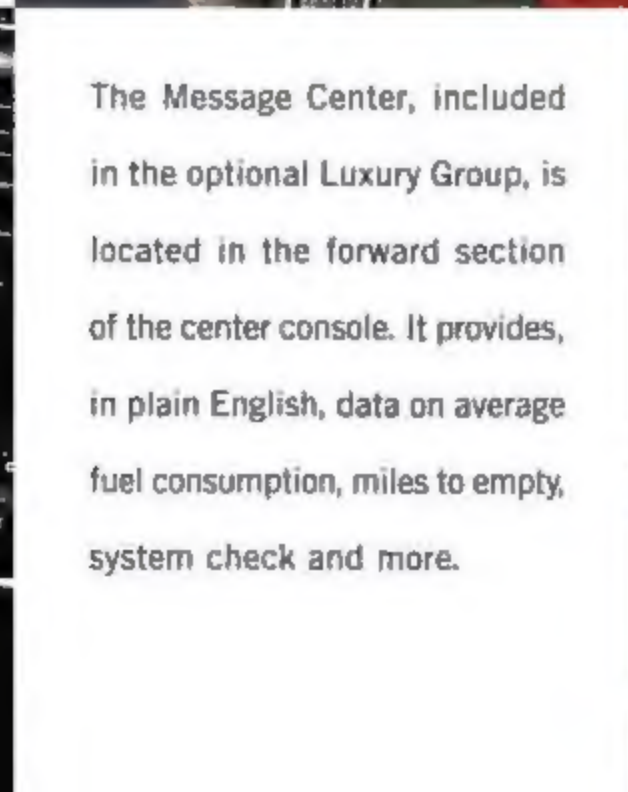 The Message Center, included
in the optional Luxury Group, is
located in the forward section
of the center console. It provides,
in plain English, data on average
fuel consumption, miles to empty,
system check and more.